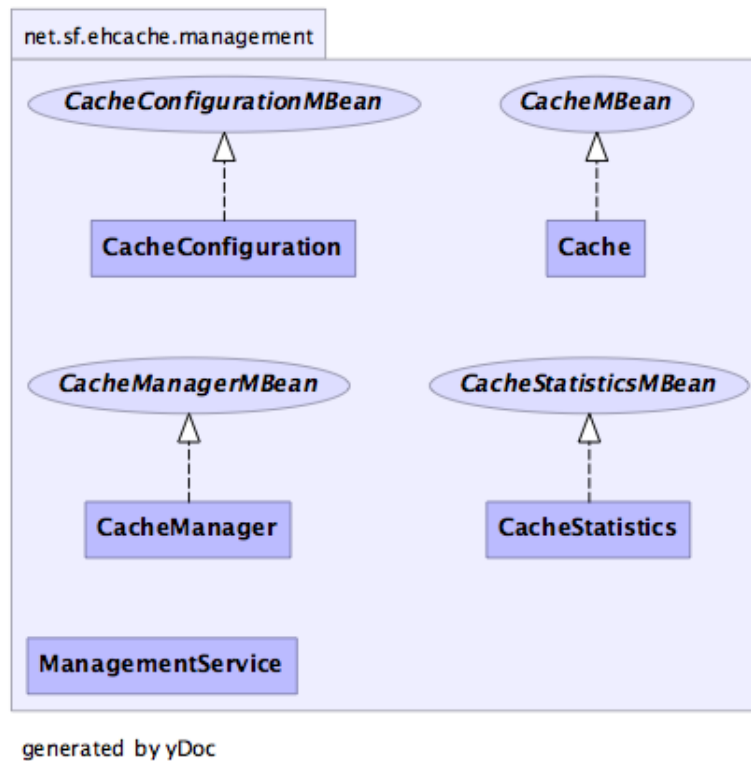 net.sf.ehcache.management
CacheConfigurationMBean
CacheMBean
CacheConfiguration
Cache
CacheManagerMBean
CacheStatisticsMBean
CacheManager
CacheStatistics
ManagementService
generated by yDoc